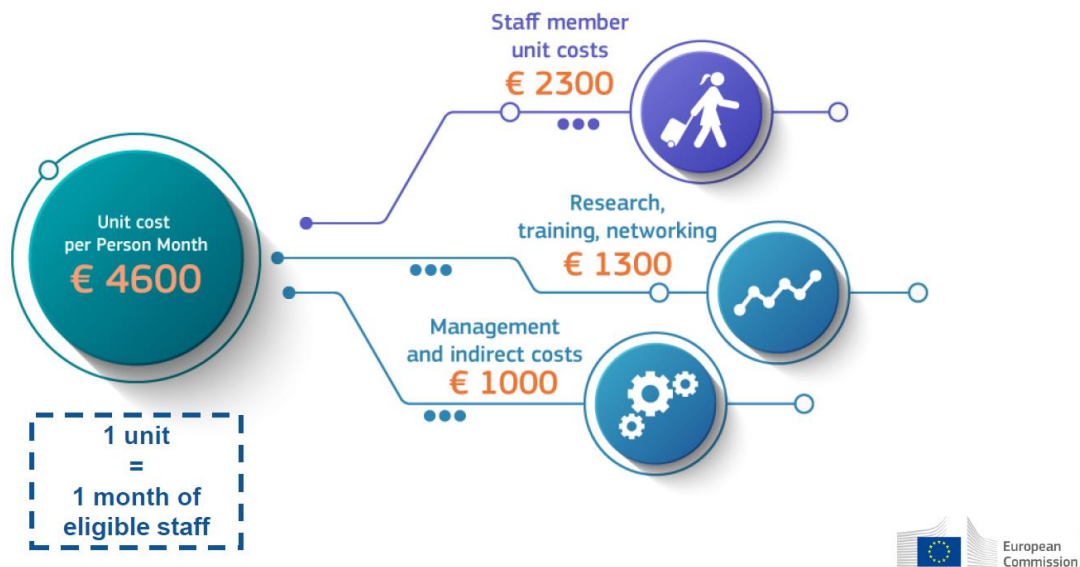 Staff member
unit costs
€ 2300
Unit cost
per Person Month
€ 4600
Research,
training, networking
€ 1300
Management
and indirect costs
€ 1000
1 unit
=
1 month of
eligible staff
European
Commission